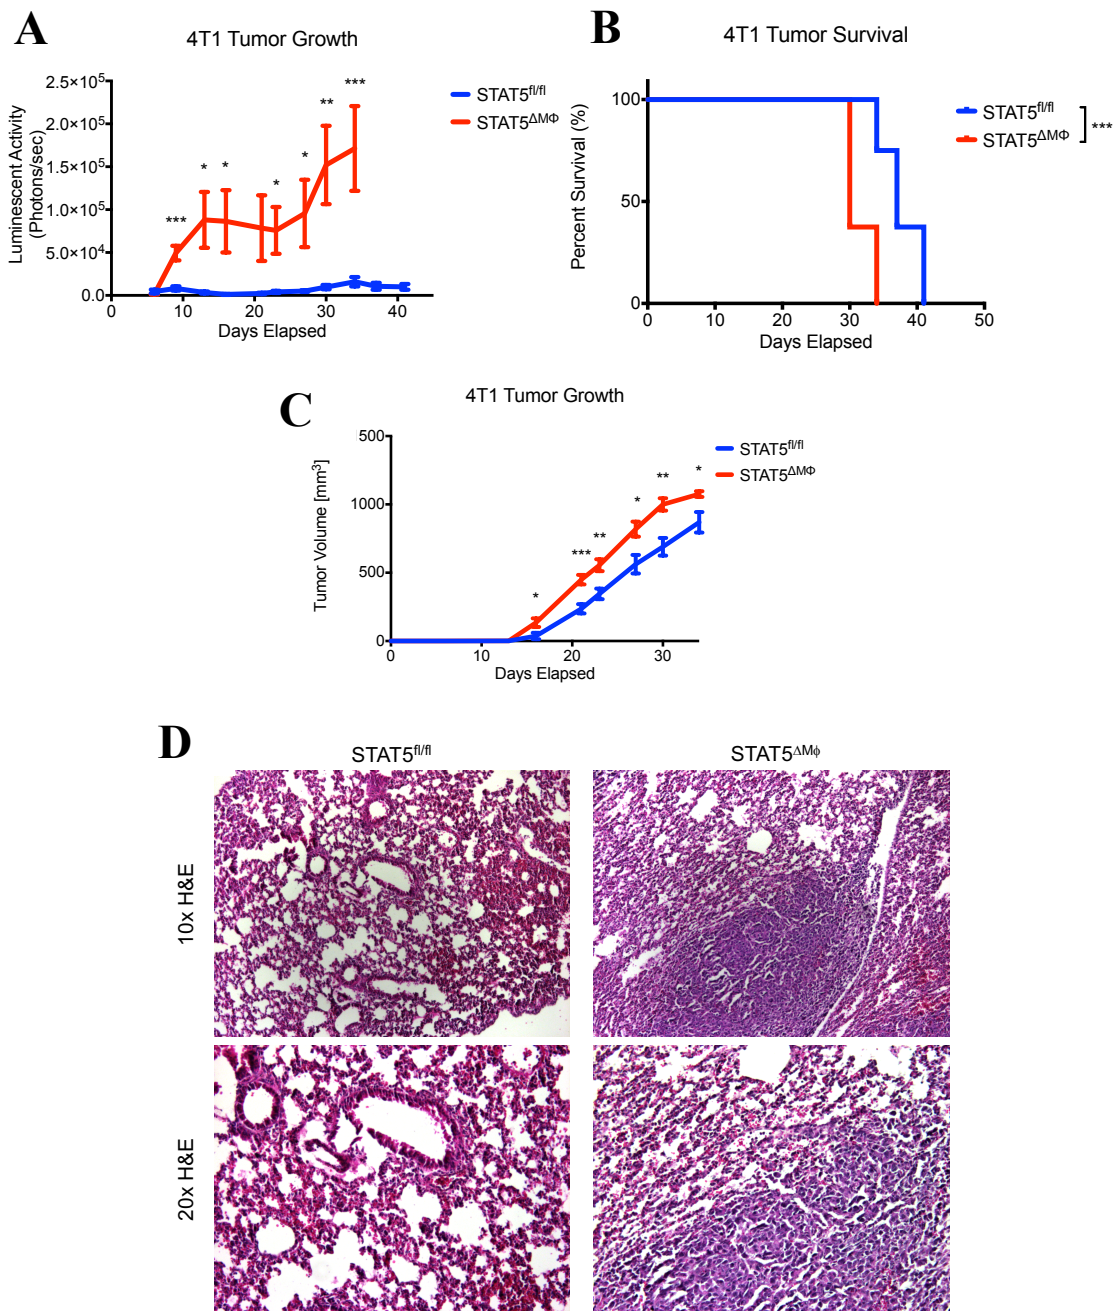 A
4T1 Tumor Growth
Luminescent Activity
(Photons/sec)
2.5×10⁵
2.0×10⁵
1.5×10⁵
1.0×10⁵
5.0×10⁴
0.0
0 10 20 30 40
Days Elapsed
*** * * * * ** ***
STAT5fl/fl
STAT5ΔMΦ
B
4T1 Tumor Survival
Percent Survival (%)
100
50
0
0 10 20 30 40 50
Days Elapsed
STAT5fl/fl
STAT5ΔMΦ
***
C
4T1 Tumor Growth
Tumor Volume [mm³]
500
1000
500
0
0 10 20 30
Days Elapsed
* *** ** * ** *
STAT5fl/fl
STAT5ΔMΦ
D
STAT5fl/fl
STAT5ΔMϕ
10x H&E
20x H&E